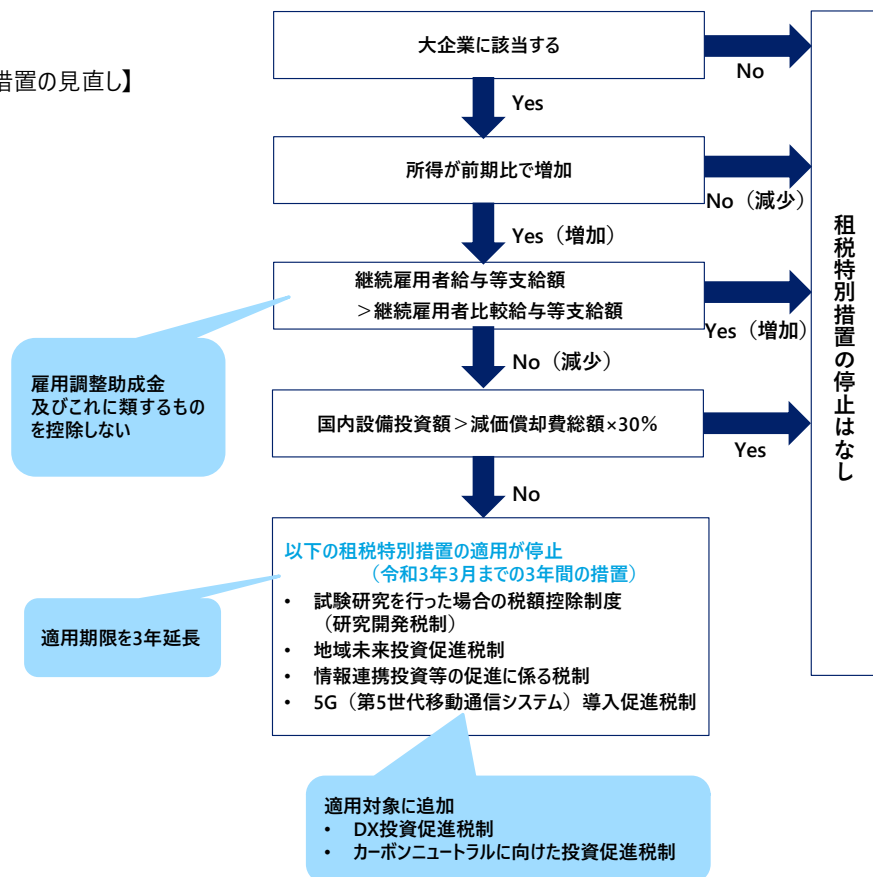 措置の見直し】
大企業に該当する
No
Yes
所得が前期比で増加
No（減少）
Yes（増加）
継続雇用者給与等支給額
＞継続雇用者比較給与等支給額
Yes（増加）
No（減少）
雇用調整助成金
及びこれに類するもの
を控除しない
国内設備投資額＞減価償却費総額×30%
Yes
No
租税特別措置の停止はなし
以下の租税特別措置の適用が停止
（令和3年3月までの3年間の措置）
• 試験研究を行った場合の税額控除制度
（研究開発税制）
• 地域未来投資促進税制
• 情報連携投資等の促進に係る税制
• 5G（第5世代移動通信システム）導入促進税制
適用期限を3年延長
適用対象に追加
• DX投資促進税制
• カーボンニュートラルに向けた投資促進税制